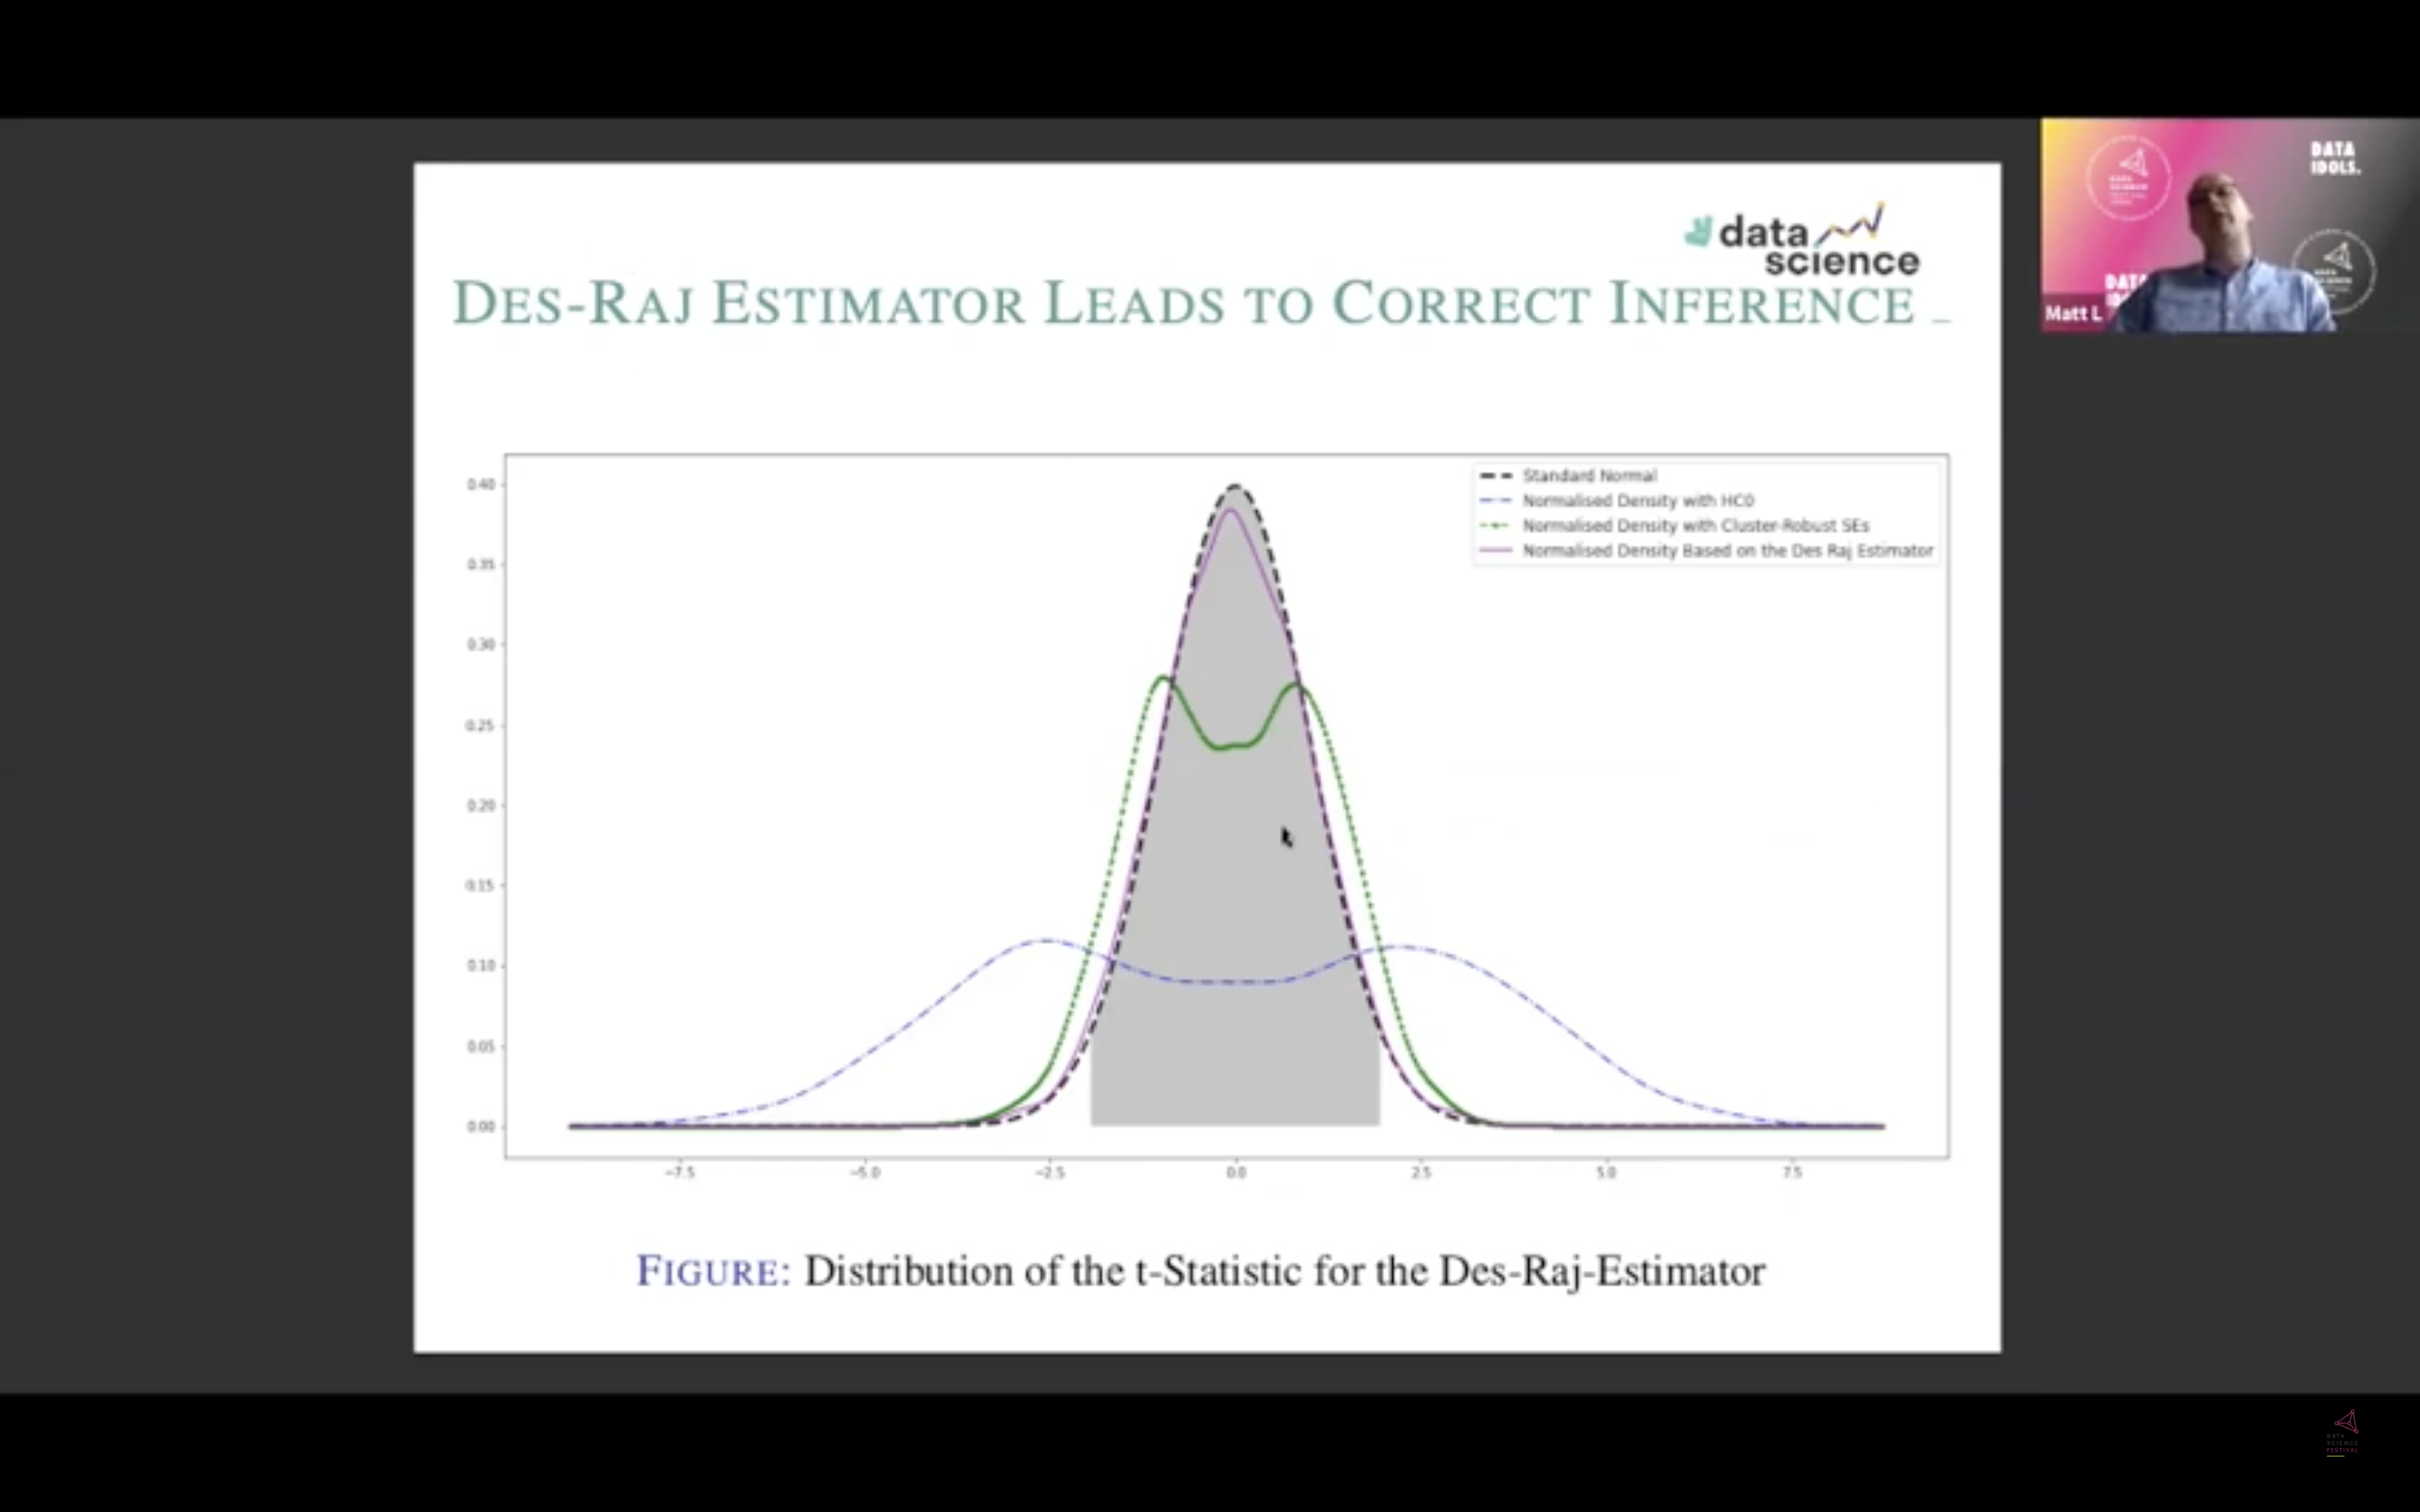 data
science
DES-RAJ ESTIMATOR LEADS TO CORRECT INFERENCE
DATA
IDOLS.
Matt L
Standard Normal
Normalised Density with HC0
Normalised Density with Cluster-Robust SEs
Normalised Density Based on the Des Raj Estimator
0.40
0.35
0.30
0.25
0.20
0.15
0.10
0.05
0.00
−7.5 −5.0 −2.5 0.0 2.5 5.0 7.5
FIGURE: Distribution of the t-Statistic for the Des-Raj-Estimator
DATA
SCIENCE
FESTIVAL